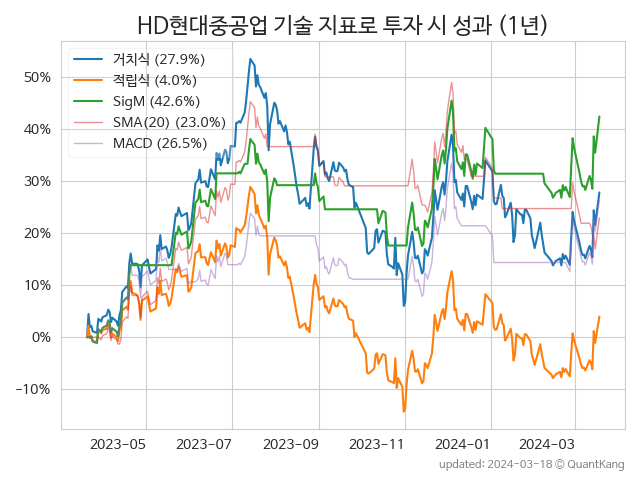 HD현대중공업 기술 지표로 투자 시 성과 (1년)
거치식 (27.9%)
적립식 (4.0%)
SigM (42.6%)
SMA(20) (23.0%)
MACD (26.5%)
50%
40%
30%
20%
10%
0%
−10%
2023-05 2023-07 2023-09 2023-11 2024-01 2024-03
updated: 2024-03-18 © QuantKang